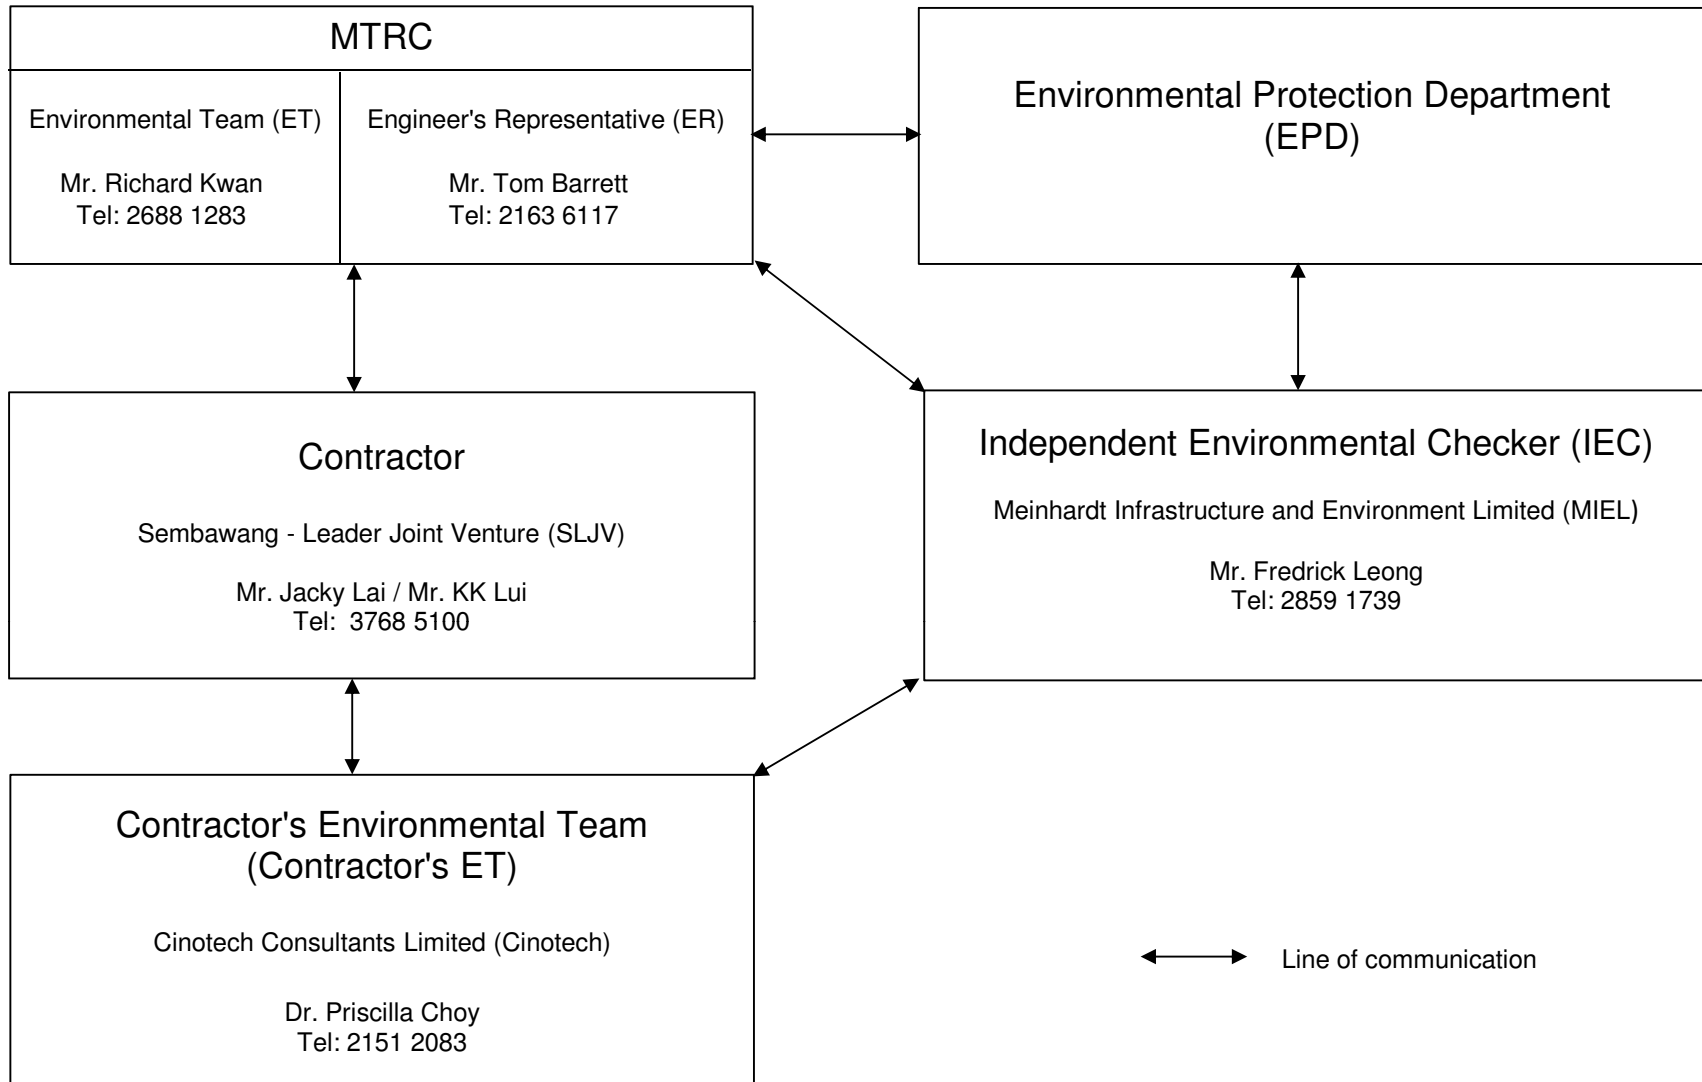 MTRC
Environmental Team (ET)
Mr. Richard Kwan
Tel: 2688 1283
Engineer's Representative (ER)
Mr. Tom Barrett
Tel: 2163 6117
Environmental Protection Department
(EPD)
Contractor
Sembawang - Leader Joint Venture (SLJV)
Mr. Jacky Lai / Mr. KK Lui
Tel: 3768 5100
Independent Environmental Checker (IEC)
Meinhardt Infrastructure and Environment Limited (MIEL)
Mr. Fredrick Leong
Tel: 2859 1739
Contractor's Environmental Team
(Contractor's ET)
Cinotech Consultants Limited (Cinotech)
Dr. Priscilla Choy
Tel: 2151 2083
Line of communication